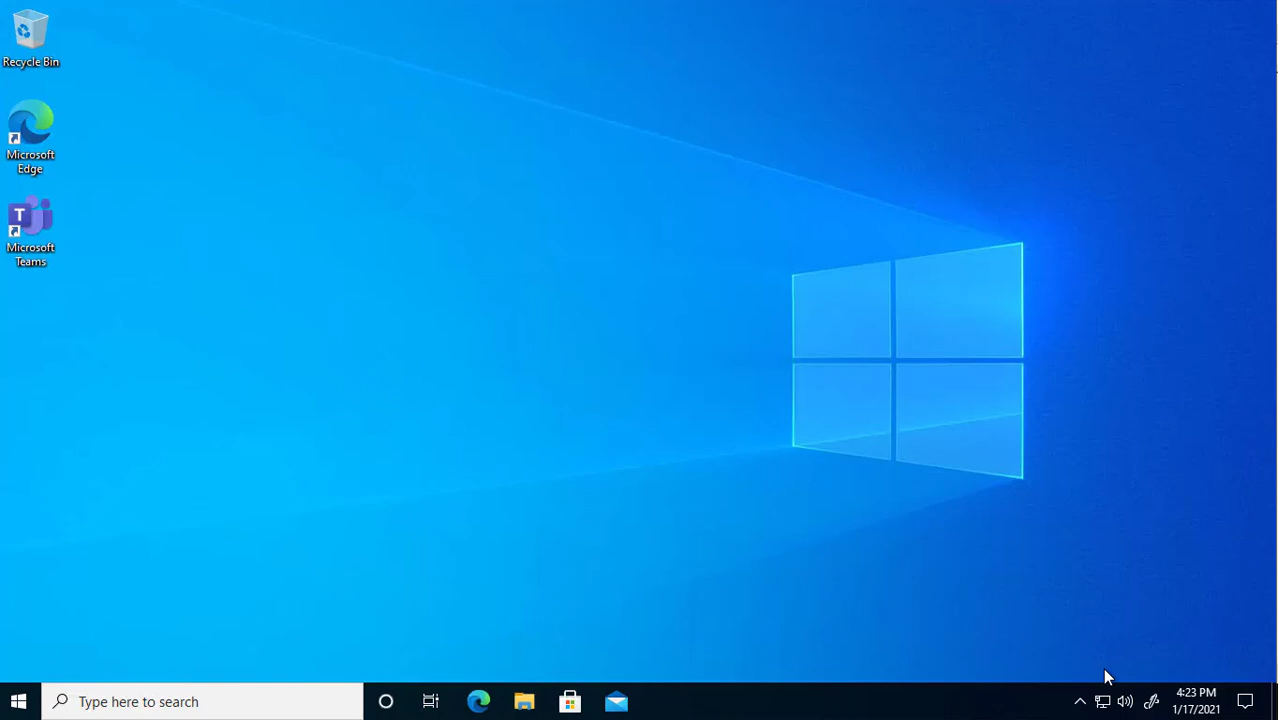 Recycle Bin
Microsoft
Edge
T
Microsoft
Teams
Type here to search
4:23 PM
1/17/2021